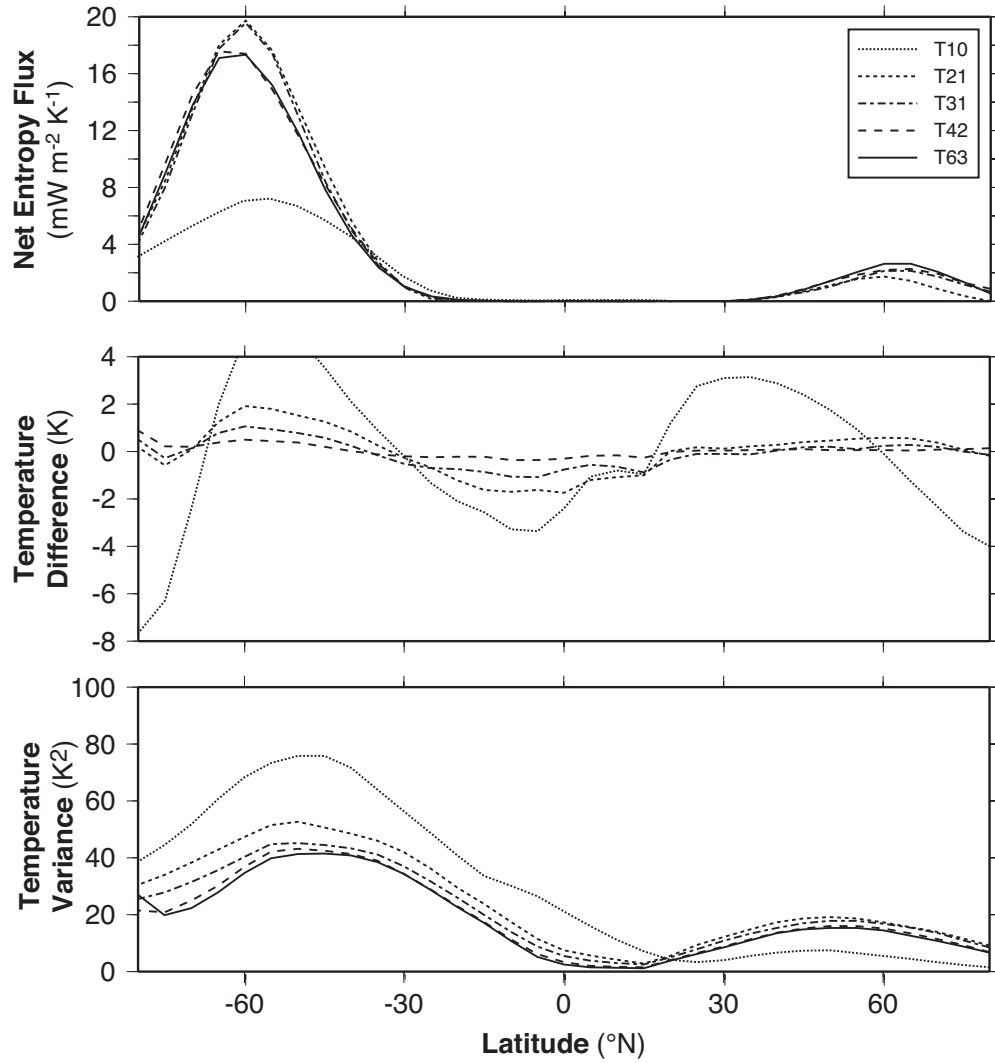 Net Entropy Flux
(mW m-2 K-1)
20
16
12
8
4
0
T10
T21
T31
T42
T63
Temperature
Difference (K)
4
2
0
-2
-4
-6
-8
Temperature
Variance (K2)
100
80
60
40
20
0
-60
-30
0
30
60
Latitude (°N)